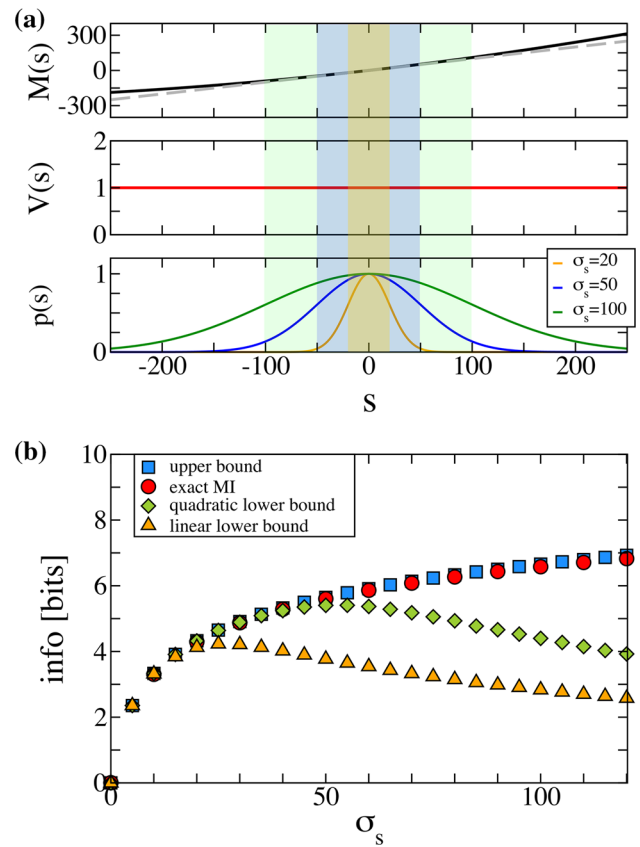 (a)
M(s)
300
0
-300
V(s)
2
1
0
p(s)
1
0
σs=20
σs=50
σs=100
-200 -100 0 100 200
s
(b)
info [bits]
10
8
6
4
2
0
upper bound
exact MI
quadratic lower bound
linear lower bound
0 50 100
σs